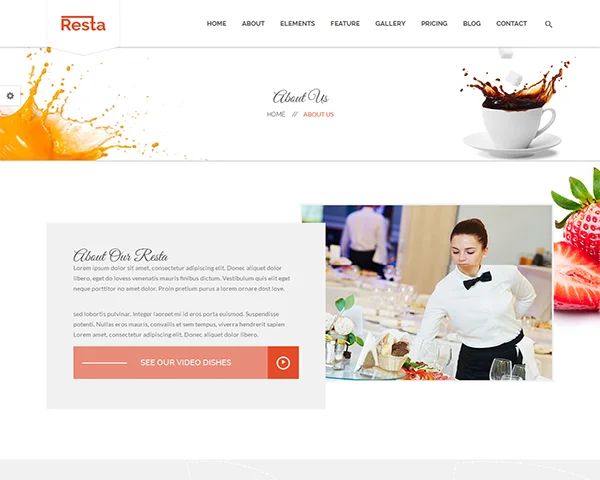 Resta
HOME ABOUT ELEMENTS FEATURE GALLERY PRICING BLOG CONTACT
About Us
HOME // ABOUT US
About Our Resta
Lorem ipsum dolor sit amet, consectetur adipiscing elit. Donec aliquet dolor
libero, eget do lovens venenatis mauris finibus dictum. Vestibulum quis elit eget
neque porttitor no amet dolor. Proin pretium purus a lorem ornare dost love.
sed lobortis pulvinar. Integer laoreet mi id eros porta euismod. Suspendisse
potenti. Nullas eros mauris, convallis et sem tempus, viverra hendrerit sapien
amet, consectetur adipiscing elit. Donec aliquet dolor libero.
SEE OUR VIDEO DISHES